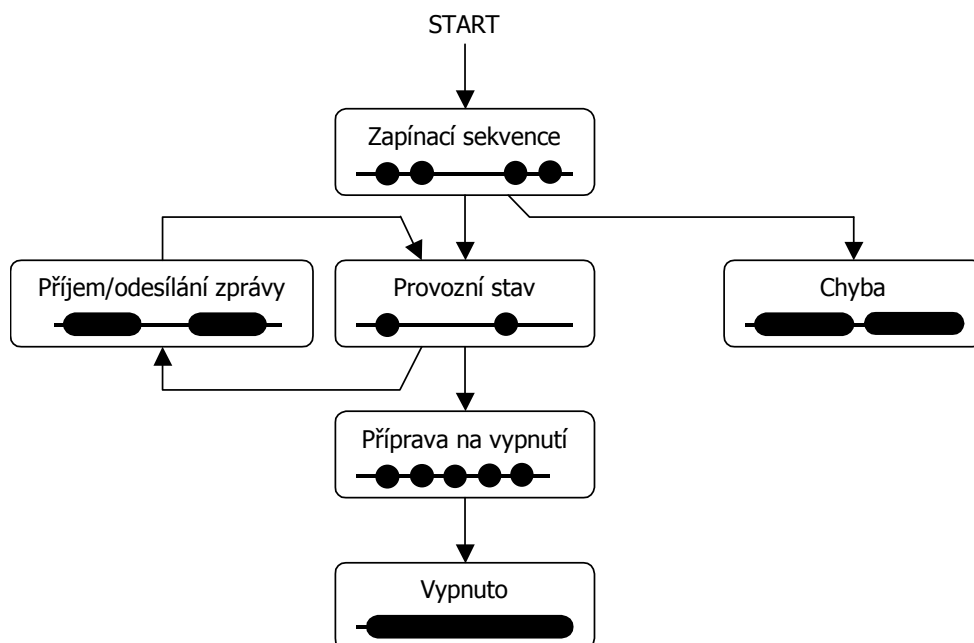 START
Zapínací sekvence
Příjem/odesílání zprávy
Provozní stav
Chyba
Příprava na vypnutí
Vypnuto